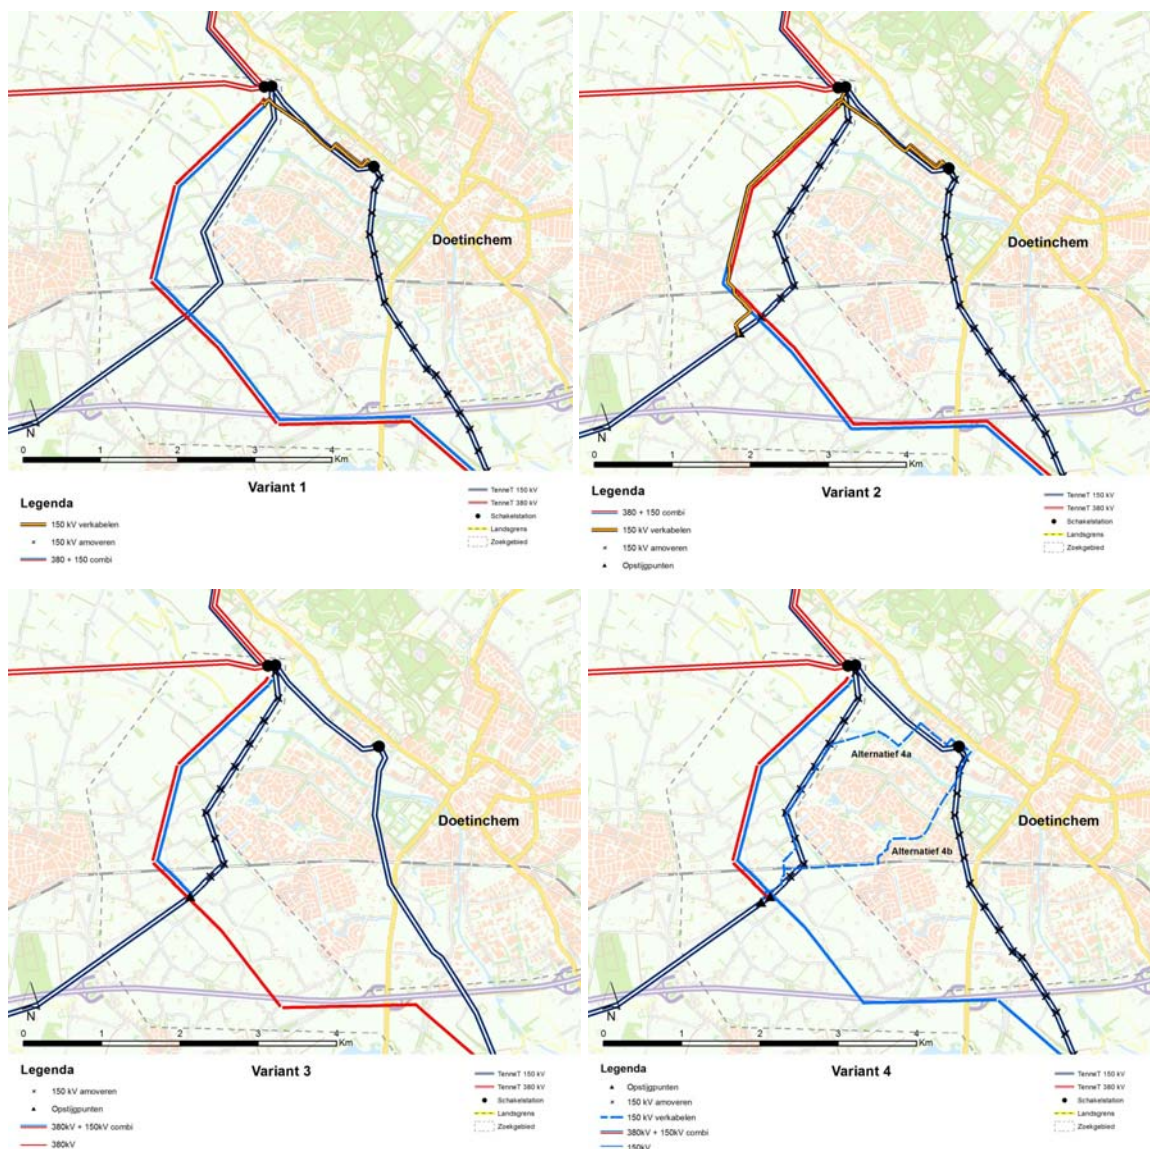 Doetinchem
N
0 1 2 3 4
Km
Variant 1
Legenda
150 kV verkabelen
150 kV amoveren
380 + 150 combi
TenneT 150 kV
TenneT 380 kV
Schakelstation
Landsgrens
Zoekgebied
Doetinchem
N
0 1 2 3 4
Km
Variant 2
Legenda
380 + 150 combi
150 kV verkabelen
150 kV amoveren
Opstijgpunten
TenneT 150 kV
TenneT 380 kV
Schakelstation
Landsgrens
Zoekgebied
Doetinchem
N
0 1 2 3 4
Km
Variant 3
Legenda
150 kV amoveren
Opstijgpunten
380kV + 150kV combi
380kV
TenneT 150 kV
TenneT 380 kV
Schakelstation
Landsgrens
Zoekgebied
Alternatief 4a
Doetinchem
Alternatief 4b
N
0 1 2 3 4
Km
Variant 4
Legenda
Opstijgpunten
150 kV amoveren
150 kV verkabelen
380kV + 150kV combi
150kV
TenneT 150 kV
TenneT 380 kV
Schakelstation
Landsgrens
Zoekgebied